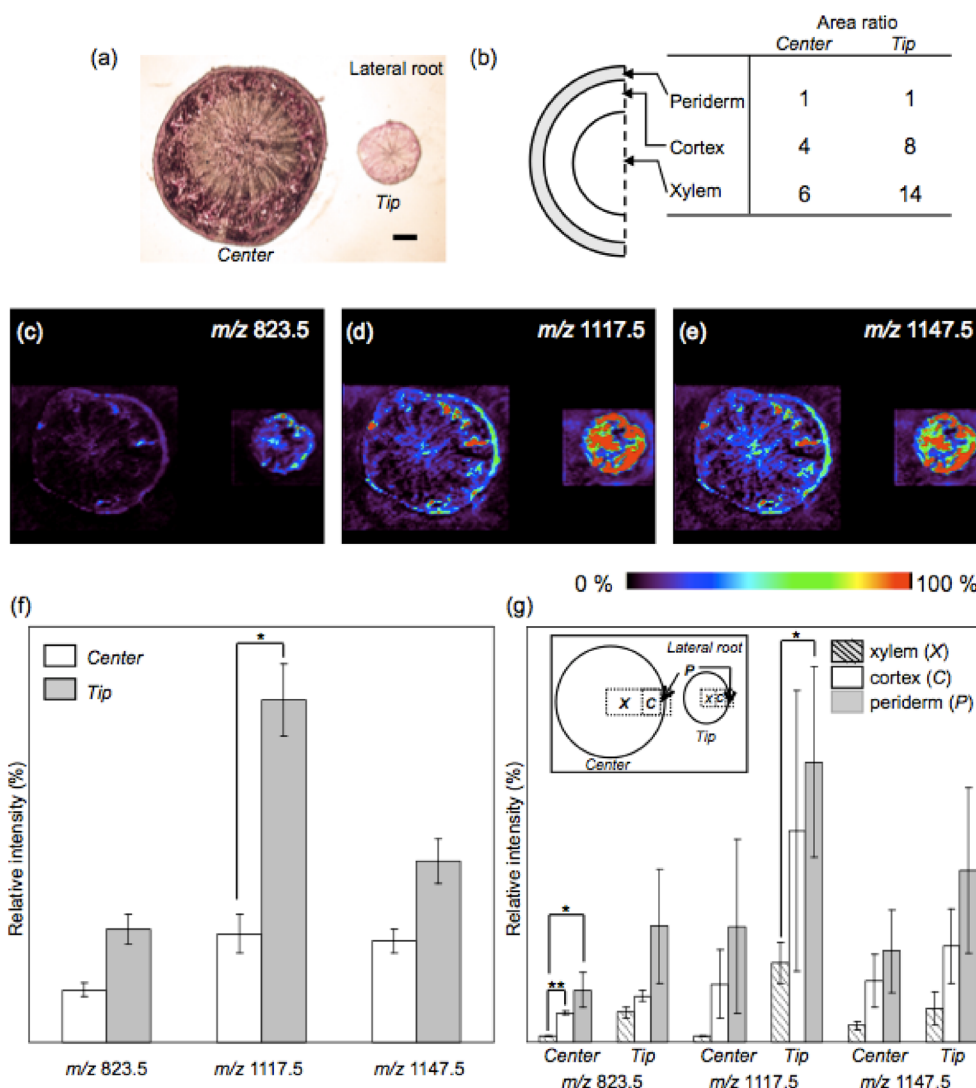 (a)
Lateral root
Tip
Center
(b)
Area ratio
Center Tip
Periderm 1 1
Cortex 4 8
Xylem 6 14
(c) m/z 823.5
(d) m/z 1117.5
(e) m/z 1147.5
0 % 100 %
(f)
Relative intensity (%)
Center
Tip
*
m/z 823.5 m/z 1117.5 m/z 1147.5
(g)
Relative intensity (%)
Lateral root
P
X C X C
Tip
Center
xylem (X)
cortex (C)
periderm (P)
*
*
**
Center Tip Center Tip Center Tip
m/z 823.5 m/z 1117.5 m/z 1147.5